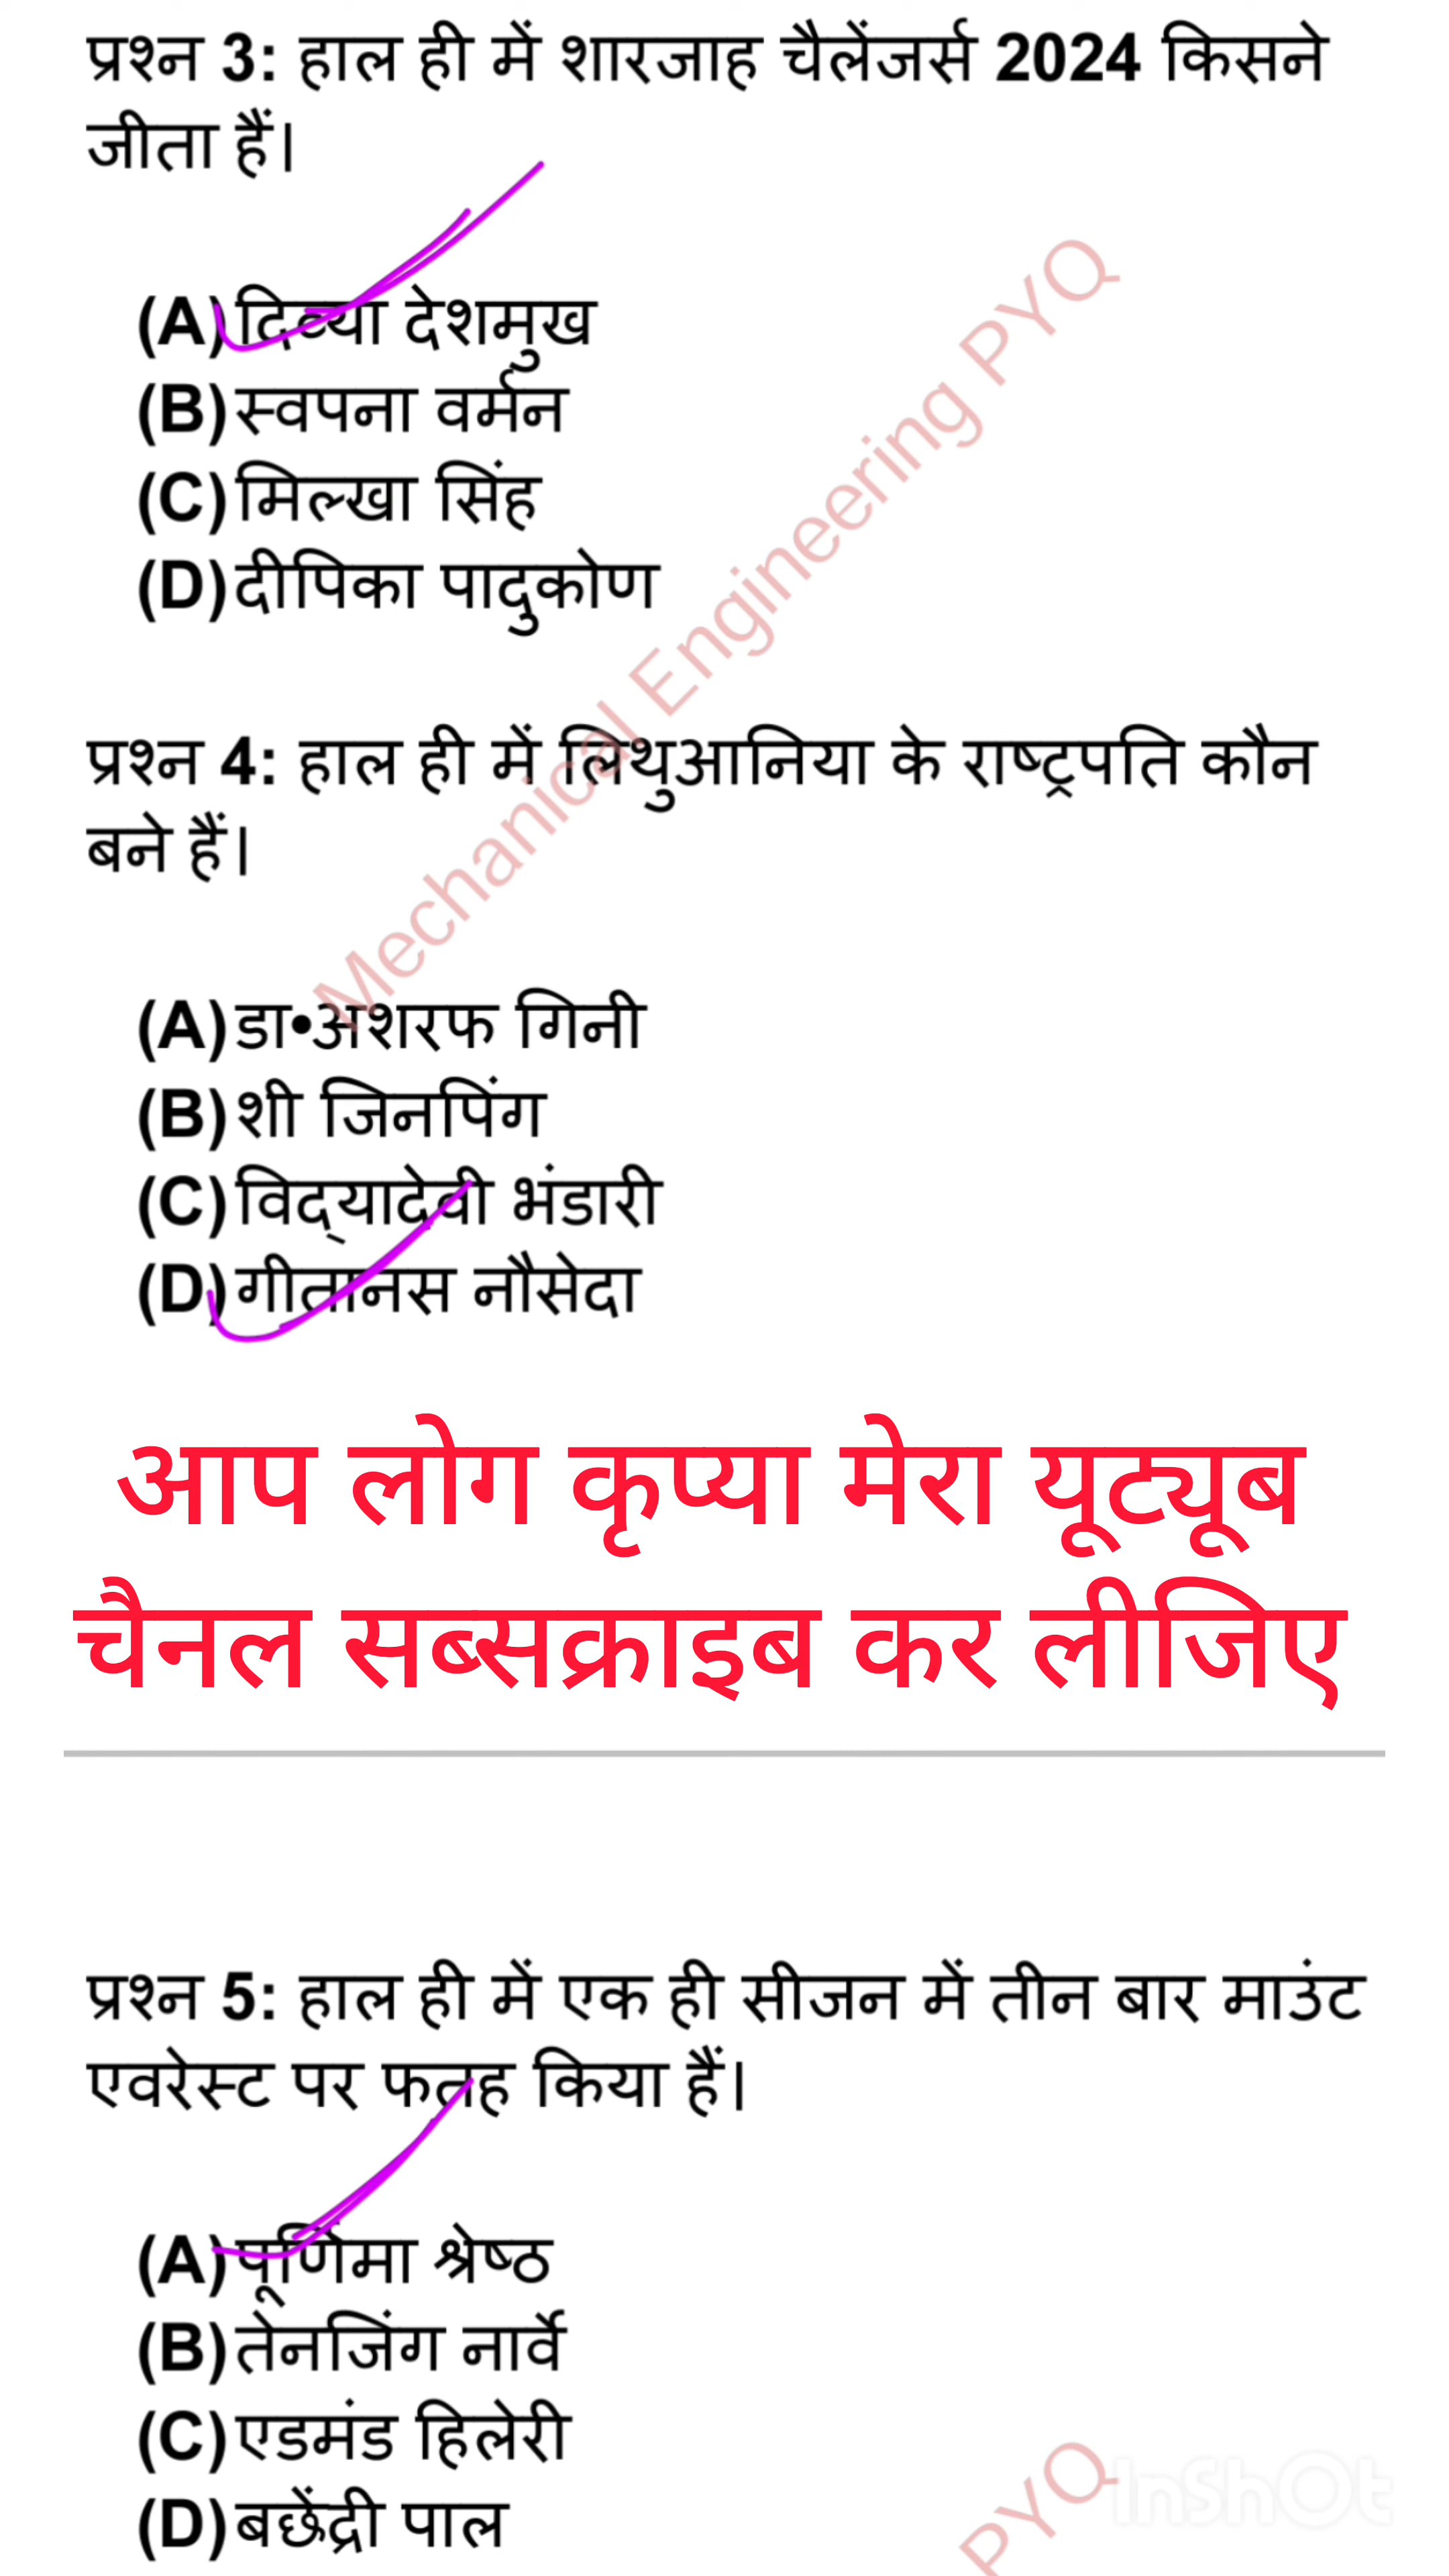 प्रश्न 3: हाल ही में शारजाह चैलेंजर्स 2024 किसने
जीता हैं।
(A) दिव्या देशमुख
(B) स्वपना वर्मन
(C) मिल्खा सिंह
(D) दीपिका पादुकोण
प्रश्न 4: हाल ही में लिथुआनिया के राष्ट्रपति कौन
बने हैं।
(A) डा•अशरफ गिनी
(B) शी जिनपिंग
(C) विद्‌यादेवी भंडारी
(D) गीतानस नौसेदा
Mechanical Engineering PYQ
आप लोग कृप्या मेरा यूट्यूब
चैनल सब्सक्राइब कर लीजिए
प्रश्न 5: हाल ही में एक ही सीजन में तीन बार माउंट
एवरेस्ट पर फतह किया हैं।
(A) पूर्णिमा श्रेष्ठ
(B) तेनजिंग नार्वे
(C) एडमंड हिलेरी
(D) बछेंद्री पाल
PYQ
InShOt